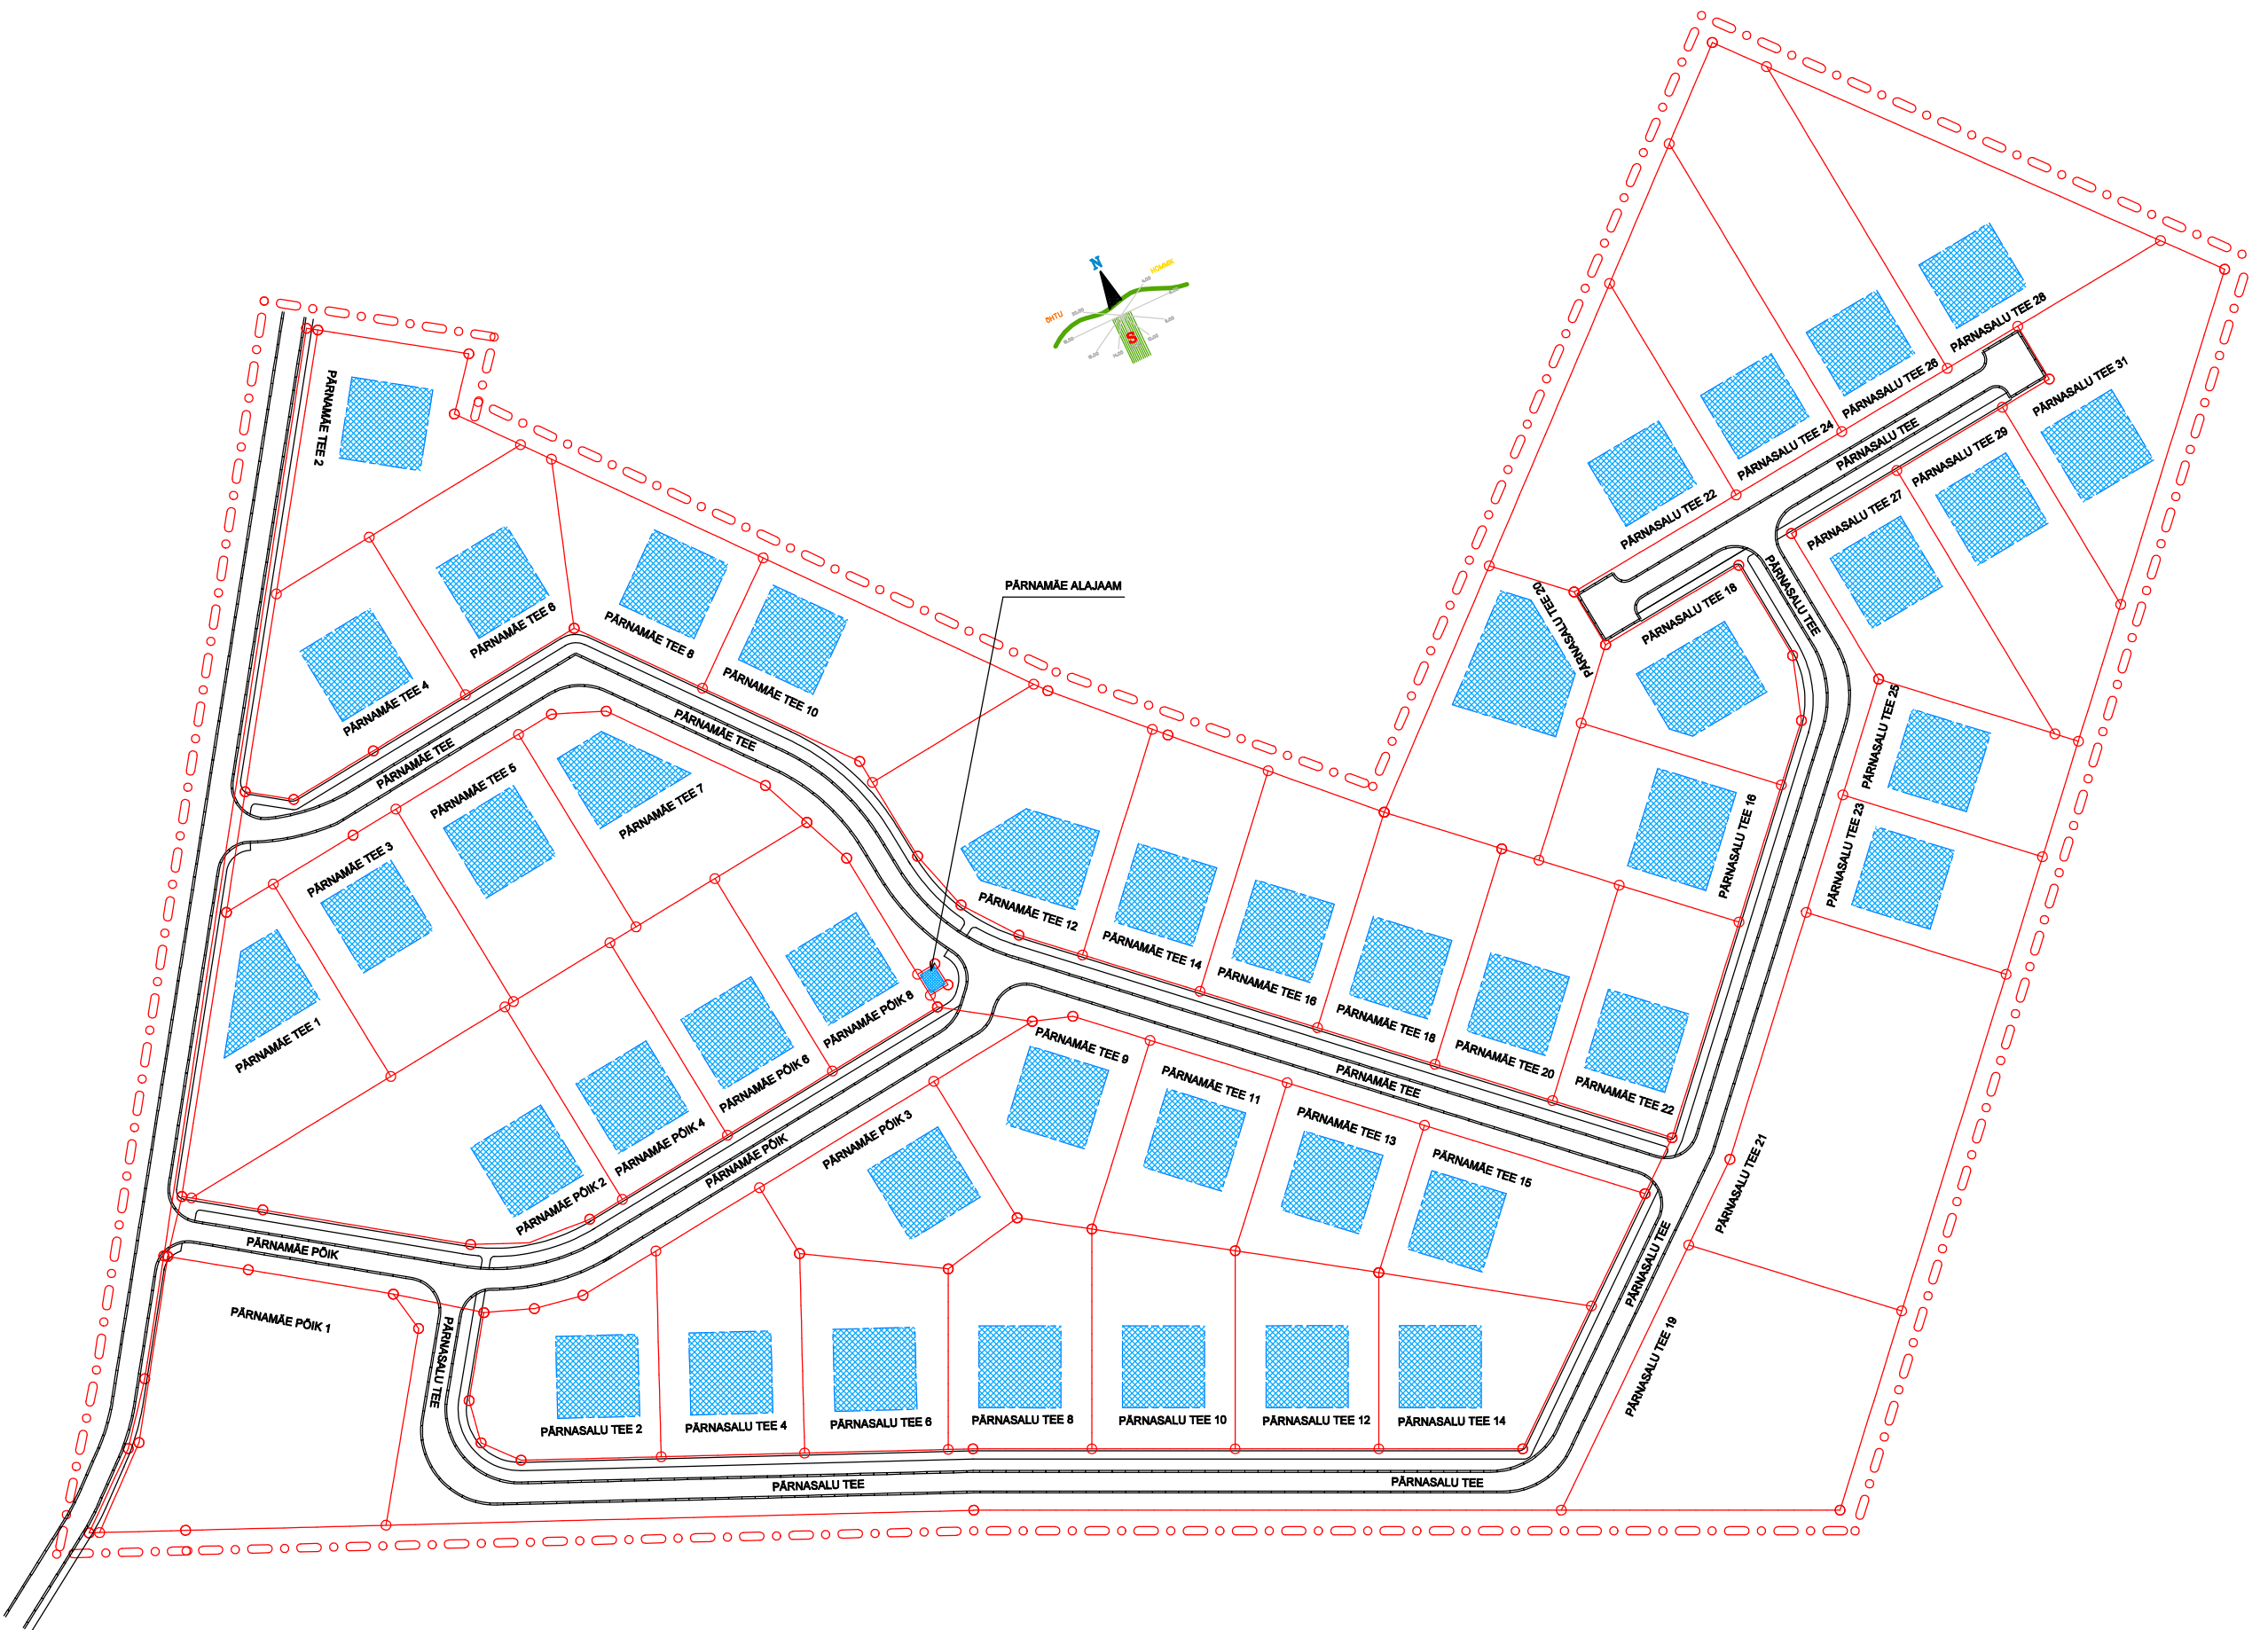 N
HOMMIK
ÕHTU
S
PÄRNASALU TEE 28
PÄRNASALU TEE 26
PÄRNASALU TEE 24
PÄRNASALU TEE 22
PÄRNASALU TEE
PÄRNASALU TEE 31
PÄRNASALU TEE 29
PÄRNASALU TEE 27
PÄRNASALU TEE
PÄRNASALU TEE 20
PÄRNASALU TEE 18
PÄRNASALU TEE 25
PÄRNASALU TEE 23
PÄRNASALU TEE 16
PÄRNASALU TEE 21
PÄRNASALU TEE 19
PÄRNASALU TEE
PÄRNAMÄE TEE 2
PÄRNAMÄE TEE 4
PÄRNAMÄE TEE 6
PÄRNAMÄE TEE 8
PÄRNAMÄE TEE 10
PÄRNAMÄE ALAJAAM
PÄRNAMÄE TEE
PÄRNAMÄE TEE
PÄRNAMÄE TEE 5
PÄRNAMÄE TEE 7
PÄRNAMÄE TEE 3
PÄRNAMÄE TEE 1
PÄRNAMÄE TEE 12
PÄRNAMÄE TEE 14
PÄRNAMÄE TEE 16
PÄRNAMÄE TEE 18
PÄRNAMÄE TEE 20
PÄRNAMÄE TEE 22
PÄRNAMÄE TEE
PÄRNAMÄE PÕIK 8
PÄRNAMÄE PÕIK 6
PÄRNAMÄE PÕIK 4
PÄRNAMÄE PÕIK 2
PÄRNAMÄE PÕIK
PÄRNAMÄE PÕIK
PÄRNAMÄE PÕIK 3
PÄRNAMÄE PÕIK 1
PÄRNAMÄE TEE 9
PÄRNAMÄE TEE 11
PÄRNAMÄE TEE 13
PÄRNAMÄE TEE 15
PÄRNASALU TEE
PÄRNASALU TEE 2
PÄRNASALU TEE 4
PÄRNASALU TEE 6
PÄRNASALU TEE 8
PÄRNASALU TEE 10
PÄRNASALU TEE 12
PÄRNASALU TEE 14
PÄRNASALU TEE
PÄRNASALU TEE